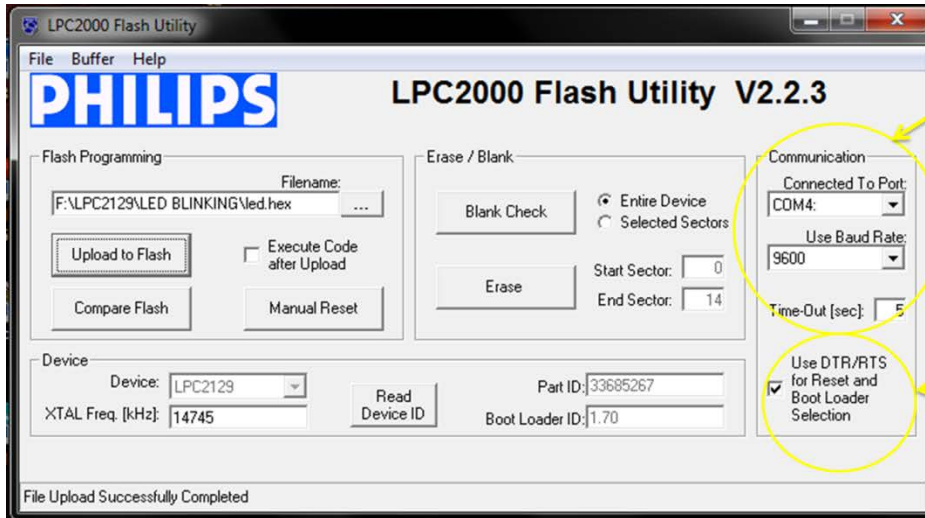 LPC2000 Flash Utility
File Buffer Help
PHILIPS
LPC2000 Flash Utility V2.2.3
Flash Programming
Filename:
F:\LPC2129\LED BLINKING\led.hex
...
Upload to Flash
Execute Code
after Upload
Compare Flash
Manual Reset
Erase / Blank
Blank Check
Entire Device
Selected Sectors
Erase
Start Sector: 0
End Sector: 14
Communication
Connected To Port:
COM4:
Use Baud Rate:
9600
Time-Out [sec]: 5
Use DTR/RTS
for Reset and
Boot Loader
Selection
Device
Device: LPC2129
XTAL Freq. [kHz]: 14745
Read
Device ID
Part ID: 33685267
Boot Loader ID: 1.70
File Upload Successfully Completed